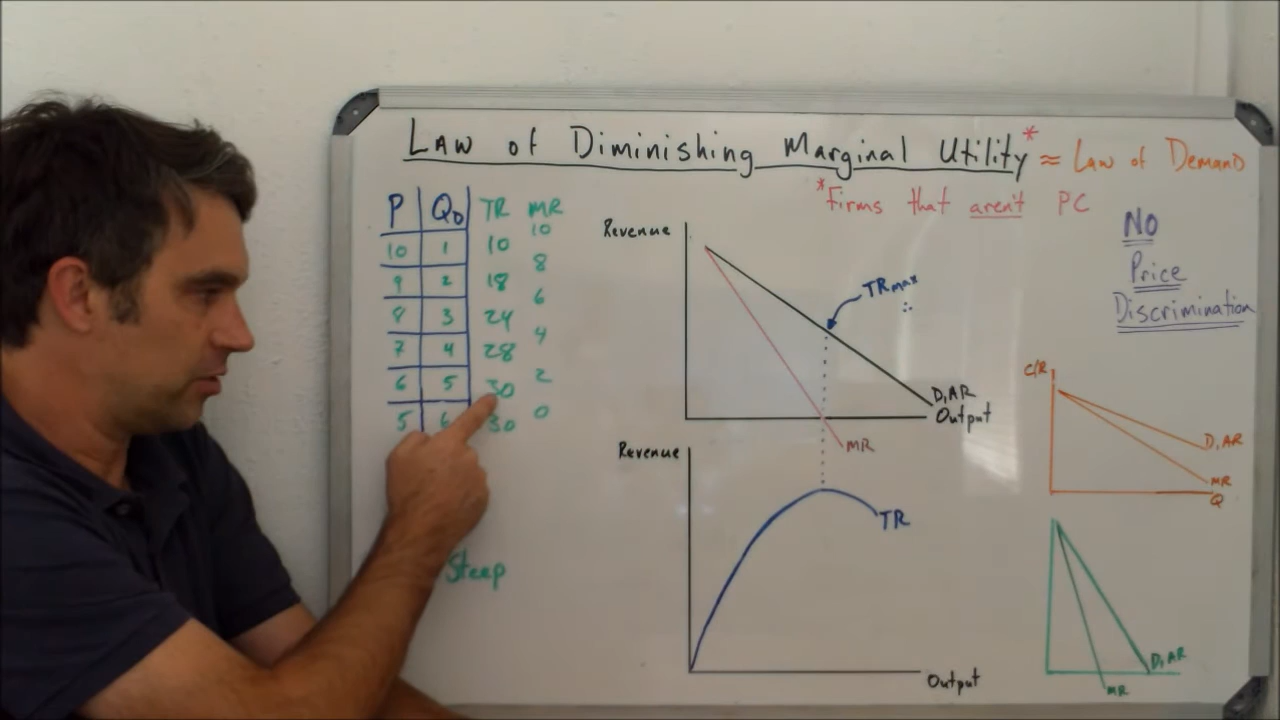 Law of Diminishing Marginal Utility* ≈ Law of Demand
*Firms that aren't PC
No
Price
Discrimination
P QD TR MR
10 1 10 10
9 2 18 8
8 3 24 6
7 4 28 4
6 5 30 2
5 6 30 0
Steep
Revenue
TRmax
D, AR
Output
MR
Revenue
TR
Output
C/R
D, AR
MR
Q
D, AR
MR